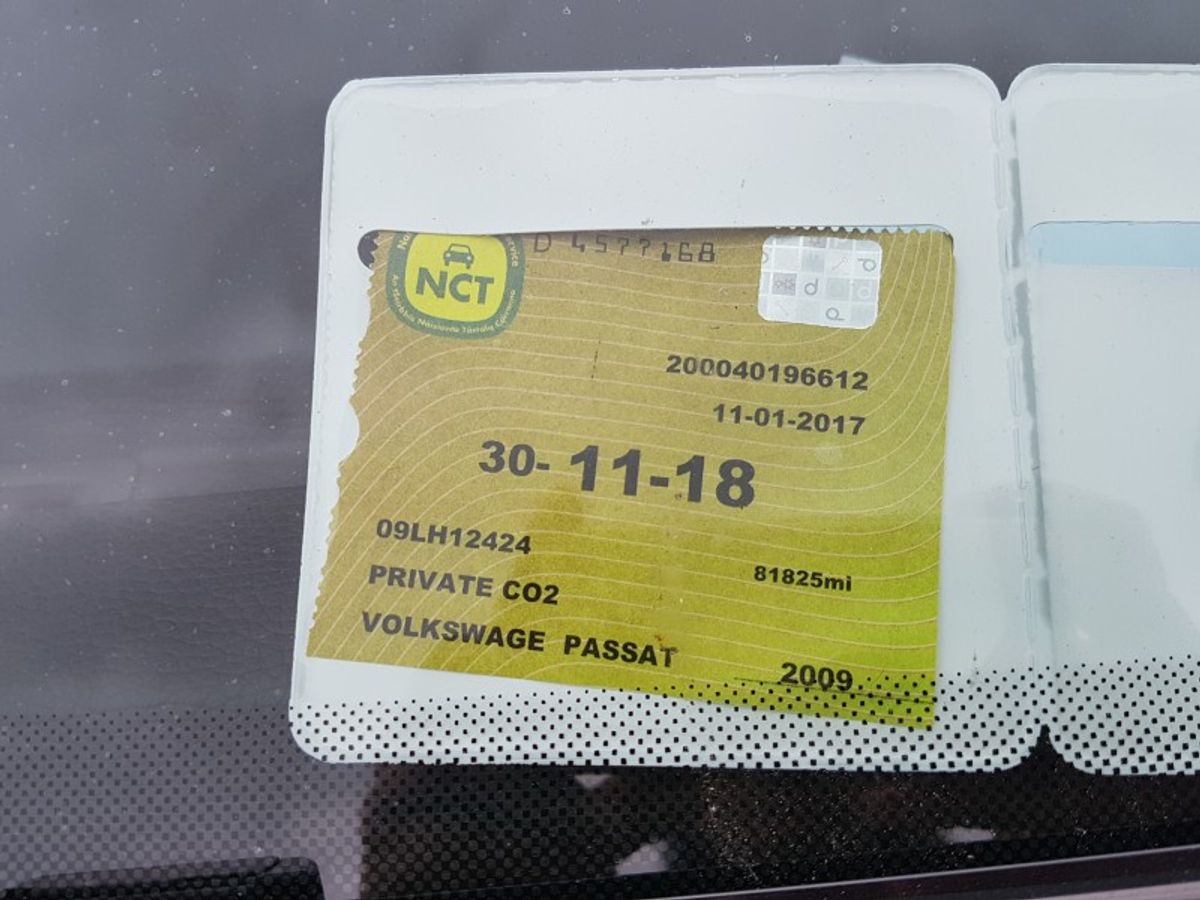 D 4577168
NCT
200040196612
11-01-2017
30-11-18
09LH12424
81825mi
PRIVATE CO2
VOLKSWAGE PASSAT
2009